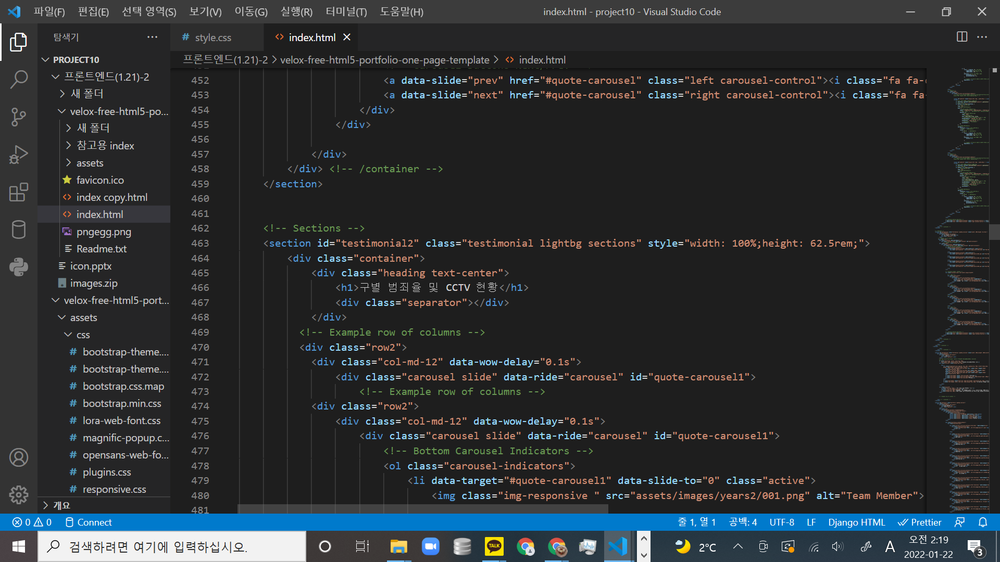 파일(F) 편집(E) 선택 영역(S) 보기(V) 이동(G) 실행(R) 터미널(T) 도움말(H) index.html - project10 - Visual Studio Code
탐색기
style.css
index.html
프론트엔드(1.21)-2 > velox-free-html5-portfolio-one-page-template > index.html
PROJECT10
프론트엔드(1.21)-2
새 폴더
velox-free-html5-po...
새 폴더
참고용 index
assets
favicon.ico
index copy.html
index.html
pngegg.png
Readme.txt
icon.pptx
images.zip
velox-free-html5-port...
assets
css
bootstrap-theme....
bootstrap-theme....
bootstrap.css.map
bootstrap.min.css
lora-web-font.css
magnific-popup.c...
opensans-web-fo...
plugins.css
responsive.css
개요
452 <a data-slide="prev" href="#quote-carousel" class="left carousel-control"><i class="fa fa-
453 <a data-slide="next" href="#quote-carousel" class="right carousel-control"><i class="fa fa-
454 </div>
455 </div>
456
457 </div>
458 </div> <!-- /container -->
459 </section>
460
461
462 <!-- Sections -->
463 <section id="testimonial2" class="testimonial lightbg sections" style="width: 100%;height: 62.5rem;">
464 <div class="container">
465 <div class="heading text-center">
466 <h1>구별 범죄율 및 CCTV 현황</h1>
467 <div class="separator"></div>
468 </div>
469 <!-- Example row of columns -->
470 <div class="row2">
471 <div class="col-md-12" data-wow-delay="0.1s">
472 <div class="carousel slide" data-ride="carousel" id="quote-carousel1">
473 <!-- Example row of columns -->
474 <div class="row2">
475 <div class="col-md-12" data-wow-delay="0.1s">
476 <div class="carousel slide" data-ride="carousel" id="quote-carousel1">
477 <!-- Bottom Carousel Indicators -->
478 <ol class="carousel-indicators">
479 <li data-target="#quote-carousel1" data-slide-to="0" class="active">
480 <img class="img-responsive " src="assets/images/years2/001.png" alt="Team Member">
481
0 0 Connect 줄 1, 열 1 공백: 4 UTF-8 LF Django HTML Prettier
검색하려면 여기에 입력하십시오.
TALK
2°C
A
오전 2:19
2022-01-22
3